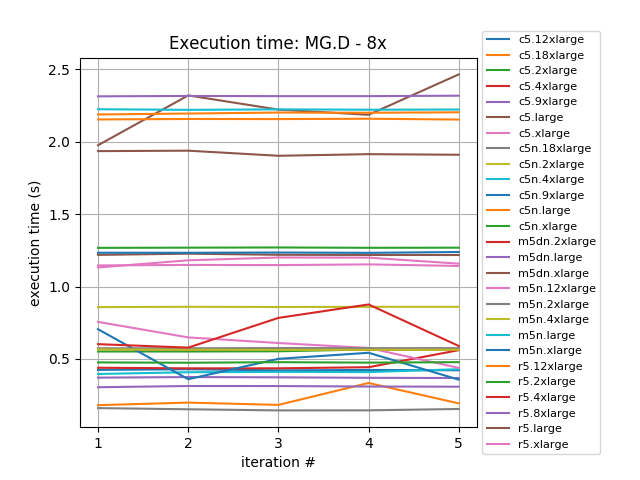 Execution time: MG.D - 8x
execution time (s)
2.5
2.0
1.5
1.0
0.5
1
2
3
4
5
iteration #
c5.12xlarge
c5.18xlarge
c5.2xlarge
c5.4xlarge
c5.9xlarge
c5.large
c5.xlarge
c5n.18xlarge
c5n.2xlarge
c5n.4xlarge
c5n.9xlarge
c5n.large
c5n.xlarge
m5dn.2xlarge
m5dn.large
m5dn.xlarge
m5n.12xlarge
m5n.2xlarge
m5n.4xlarge
m5n.large
m5n.xlarge
r5.12xlarge
r5.2xlarge
r5.4xlarge
r5.8xlarge
r5.large
r5.xlarge